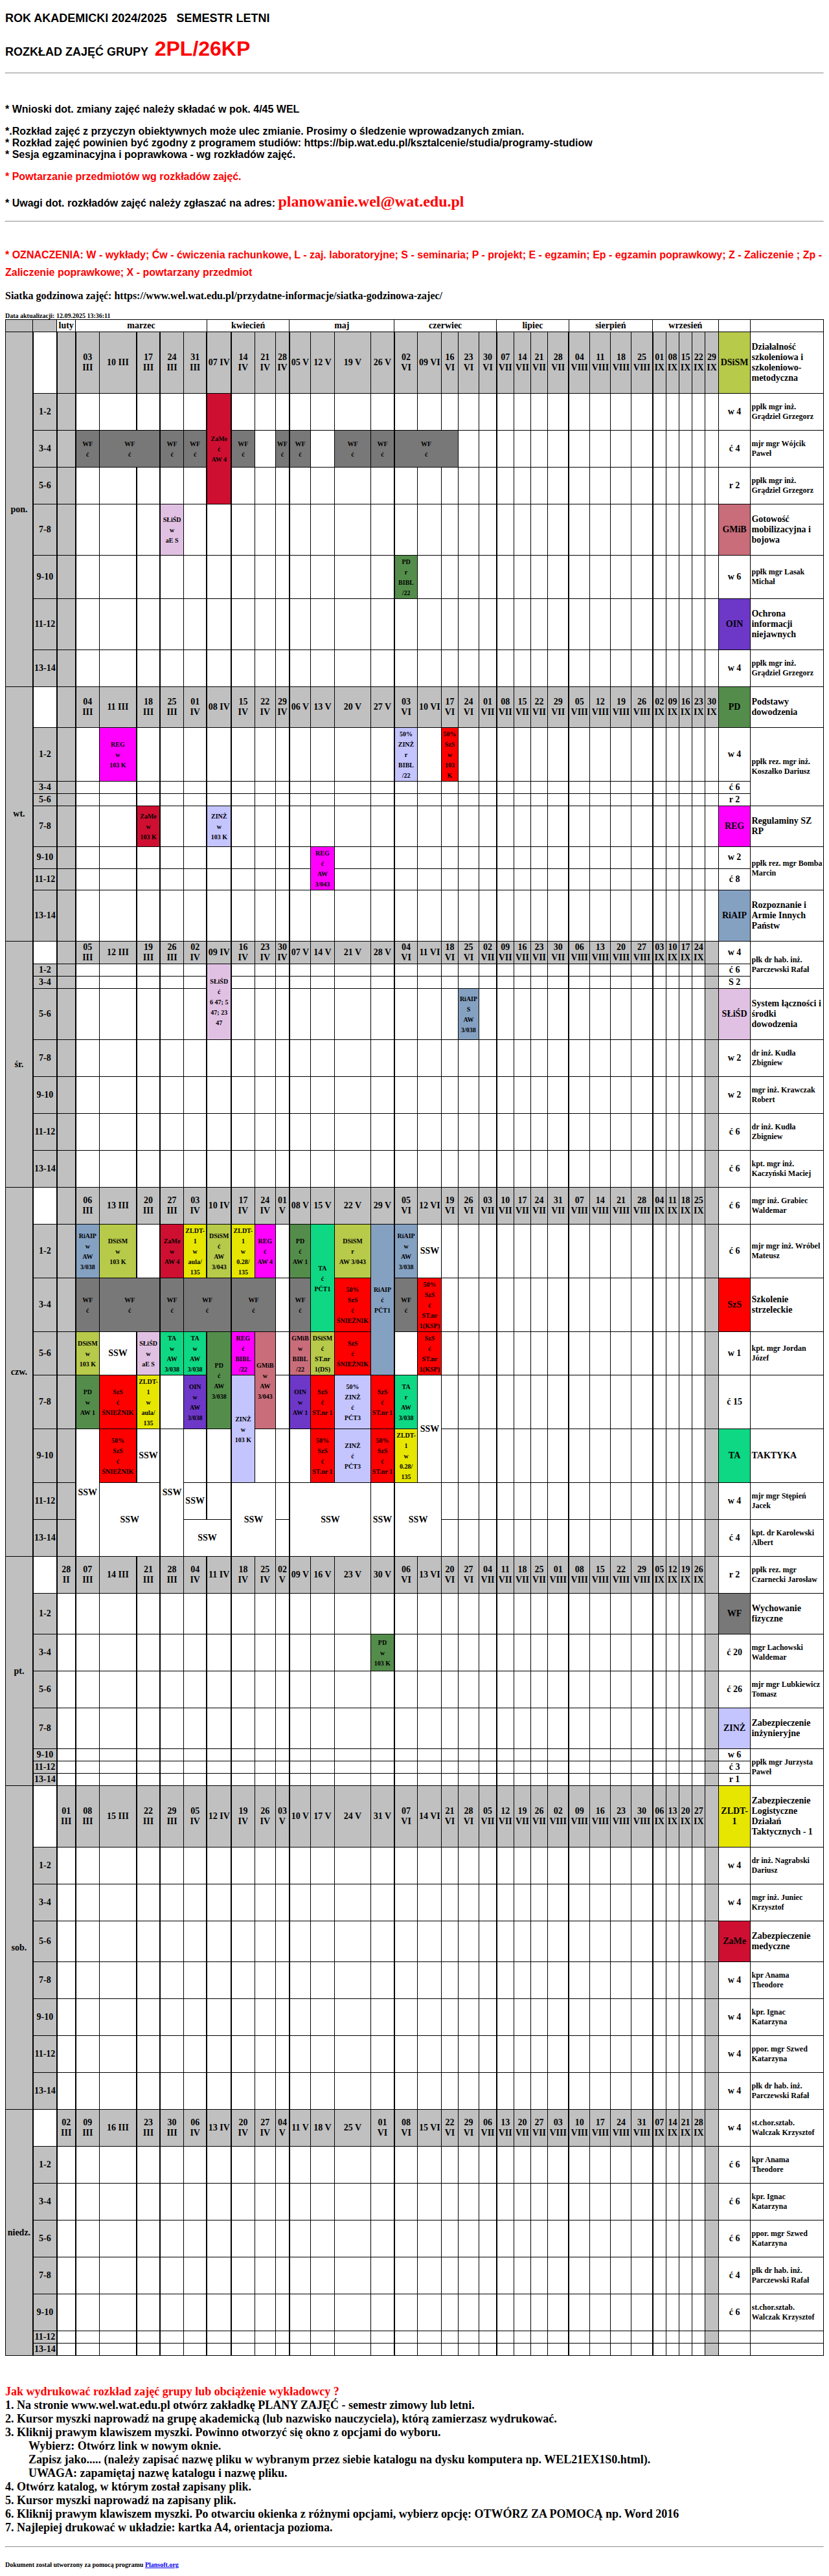 ROK AKADEMICKI 2024/2025 SEMESTR LETNI
ROZKŁAD ZAJĘĆ GRUPY 2PL/26KP
* Wnioski dot. zmiany zajęć należy składać w pok. 4/45 WEL
*.Rozkład zajęć z przyczyn obiektywnych może ulec zmianie. Prosimy o śledzenie wprowadzanych zmian.
* Rozkład zajęć powinien być zgodny z programem studiów: https://bip.wat.edu.pl/ksztalcenie/studia/programy-studiow
* Sesja egzaminacyjna i poprawkowa - wg rozkładów zajęć.
* Powtarzanie przedmiotów wg rozkładów zajęć.
* Uwagi dot. rozkładów zajęć należy zgłaszać na adres: planowanie.wel@wat.edu.pl
* OZNACZENIA: W - wykłady; Ćw - ćwiczenia rachunkowe, L - zaj. laboratoryjne; S - seminaria; P - projekt; E - egzamin; Ep - egzamin poprawkowy; Z - Zaliczenie ; Zp -
Zaliczenie poprawkowe; X - powtarzany przedmiot
Siatka godzinowa zajęć: https://www.wel.wat.edu.pl/przydatne-informacje/siatka-godzinowa-zajec/
Data aktualizacji: 12.09.2025 13:36:11
luty marzec kwiecień maj czerwiec lipiec sierpień wrzesień
pon.
03 III 10 III 17 III 24 III 31 III 07 IV 14 IV 21 IV 28 IV 05 V 12 V 19 V 26 V 02 VI 09 VI 16 VI 23 VI 30 VI 07 VII 14 VII 21 VII 28 VII 04 VIII 11 VIII 18 VIII 25 VIII 01 IX 08 IX 15 IX 22 IX 29 IX DSiSM Działalność szkoleniowa i szkoleniowo-metodyczna
1-2 ZaMe ć AW 4 w 4 ppłk mgr inż. Grądziel Grzegorz
3-4 WF ć WF ć WF ć WF ć WF ć WF ć WF ć WF ć WF ć WF ć ć 4 mjr mgr Wójcik Paweł
5-6 r 2 ppłk mgr inż. Grądziel Grzegorz
7-8 SŁiŚD w aE S GMiB Gotowość mobilizacyjna i bojowa
9-10 PD r BIBL /22 w 6 ppłk mgr Lasak Michał
11-12 OIN Ochrona informacji niejawnych
13-14 w 4 ppłk mgr inż. Grądziel Grzegorz
wt.
04 III 11 III 18 III 25 III 01 IV 08 IV 15 IV 22 IV 29 IV 06 V 13 V 20 V 27 V 03 VI 10 VI 17 VI 24 VI 01 VII 08 VII 15 VII 22 VII 29 VII 05 VIII 12 VIII 19 VIII 26 VIII 02 IX 09 IX 16 IX 23 IX 30 IX PD Podstawy dowodzenia
1-2 REG w 103 K 50% ZINŻ r BIBL /22 50% SzS w 103 K w 4 ppłk rez. mgr inż. Koszałko Dariusz
3-4 ć 6
5-6 r 2
7-8 ZaMe w 103 K ZINŻ w 103 K REG Regulaminy SZ RP
9-10 REG ć AW 3/043 w 2 ppłk rez. mgr Bomba Marcin
11-12 ć 8
13-14 RiAIP Rozpoznanie i Armie Innych Państw
śr.
05 III 12 III 19 III 26 III 02 IV 09 IV 16 IV 23 IV 30 IV 07 V 14 V 21 V 28 V 04 VI 11 VI 18 VI 25 VI 02 VII 09 VII 16 VII 23 VII 30 VII 06 VIII 13 VIII 20 VIII 27 VIII 03 IX 10 IX 17 IX 24 IX w 4 płk dr hab. inż. Parczewski Rafał
1-2 SŁiŚD ć 6 47; 5 47; 23 47 ć 6
3-4 S 2
5-6 RiAIP S AW 3/038 SŁiŚD System łączności i środki dowodzenia
7-8 w 2 dr inż. Kudła Zbigniew
9-10 w 2 mgr inż. Krawczak Robert
11-12 ć 6 dr inż. Kudła Zbigniew
13-14 ć 6 kpt. mgr inż. Kaczyński Maciej
czw.
06 III 13 III 20 III 27 III 03 IV 10 IV 17 IV 24 IV 01 V 08 V 15 V 22 V 29 V 05 VI 12 VI 19 VI 26 VI 03 VII 10 VII 17 VII 24 VII 31 VII 07 VIII 14 VIII 21 VIII 28 VIII 04 IX 11 IX 18 IX 25 IX ć 6 mgr inż. Grabiec Waldemar
1-2 RiAIP w AW 3/038 DSiSM w 103 K ZaMe w AW 4 ZLDT-1 w aula/ 135 DSiSM ć AW 3/043 ZLDT-1 w 0.28/ 135 REG ć AW 4 PD ć AW 1 TA ć PĆT1 DSiSM r AW 3/043 RiAIP ć PĆT1 RiAIP w AW 3/038 SSW ć 6 mjr mgr inż. Wróbel Mateusz
3-4 WF ć WF ć WF ć WF ć WF ć WF ć 50% SzS ć ŚNIEŻNIK WF ć 50% SzS ć ST.nr 1(KSP) SzS Szkolenie strzeleckie
5-6 DSiSM w 103 K SSW SŁiŚD w aE S TA w AW 3/038 TA w AW 3/038 PD ć AW 3/038 REG ć BIBL /22 GMiB w AW 3/043 GMiB w BIBL /22 DSiSM ć ST.nr 1(DS) SzS ć ŚNIEŻNIK SzS ć ST.nr 1(KSP) w 1 kpt. mgr Jordan Józef
7-8 PD w AW 1 SzS ć ŚNIEŻNIK ZLDT-1 w aula/ 135 OIN w AW 3/038 ZINŻ w 103 K OIN w AW 1 SzS ć ST.nr 1 50% ZINŻ ć PĆT3 SzS ć ST.nr 1 TA r AW 3/038 SSW ć 15
9-10 SSW 50% SzS ć ŚNIEŻNIK SSW SSW 50% SzS ć ST.nr 1 ZINŻ ć PĆT3 50% SzS ć ST.nr 1 ZLDT-1 w 0.28/ 135 TA TAKTYKA
11-12 SSW SSW SSW SSW SSW SSW w 4 mjr mgr Stępień Jacek
13-14 SSW ć 4 kpt. dr Karolewski Albert
pt.
28 II 07 III 14 III 21 III 28 III 04 IV 11 IV 18 IV 25 IV 02 V 09 V 16 V 23 V 30 V 06 VI 13 VI 20 VI 27 VI 04 VII 11 VII 18 VII 25 VII 01 VIII 08 VIII 15 VIII 22 VIII 29 VIII 05 IX 12 IX 19 IX 26 IX r 2 ppłk rez. mgr Czarnecki Jarosław
1-2 WF Wychowanie fizyczne
3-4 PD w 103 K ć 20 mgr Lachowski Waldemar
5-6 ć 26 mjr mgr Lubkiewicz Tomasz
7-8 ZINŻ Zabezpieczenie inżynieryjne
9-10 w 6 ppłk mgr Jurzysta Paweł
11-12 ć 3
13-14 r 1
sob.
01 III 08 III 15 III 22 III 29 III 05 IV 12 IV 19 IV 26 IV 03 V 10 V 17 V 24 V 31 V 07 VI 14 VI 21 VI 28 VI 05 VII 12 VII 19 VII 26 VII 02 VIII 09 VIII 16 VIII 23 VIII 30 VIII 06 IX 13 IX 20 IX 27 IX ZLDT-1 Zabezpieczenie Logistyczne Działań Taktycznych - 1
1-2 w 4 dr inż. Nagrabski Dariusz
3-4 w 4 mgr inż. Juniec Krzysztof
5-6 ZaMe Zabezpieczenie medyczne
7-8 w 4 kpr Anama Theodore
9-10 w 4 kpr. Ignac Katarzyna
11-12 w 4 ppor. mgr Szwed Katarzyna
13-14 w 4 płk dr hab. inż. Parczewski Rafał
niedz.
02 III 09 III 16 III 23 III 30 III 06 IV 13 IV 20 IV 27 IV 04 V 11 V 18 V 25 V 01 VI 08 VI 15 VI 22 VI 29 VI 06 VII 13 VII 20 VII 27 VII 03 VIII 10 VIII 17 VIII 24 VIII 31 VIII 07 IX 14 IX 21 IX 28 IX w 4 st.chor.sztab. Walczak Krzysztof
1-2 ć 6 kpr Anama Theodore
3-4 ć 6 kpr. Ignac Katarzyna
5-6 ć 6 ppor. mgr Szwed Katarzyna
7-8 ć 4 płk dr hab. inż. Parczewski Rafał
9-10 ć 6 st.chor.sztab. Walczak Krzysztof
11-12
13-14
Jak wydrukować rozkład zajęć grupy lub obciążenie wykładowcy ?
1. Na stronie www.wel.wat.edu.pl otwórz zakładkę PLANY ZAJĘĆ - semestr zimowy lub letni.
2. Kursor myszki naprowadź na grupę akademicką (lub nazwisko nauczyciela), którą zamierzasz wydrukować.
3. Kliknij prawym klawiszem myszki. Powinno otworzyć się okno z opcjami do wyboru.
Wybierz: Otwórz link w nowym oknie.
Zapisz jako..... (należy zapisać nazwę pliku w wybranym przez siebie katalogu na dysku komputera np. WEL21EX1S0.html).
UWAGA: zapamiętaj nazwę katalogu i nazwę pliku.
4. Otwórz katalog, w którym został zapisany plik.
5. Kursor myszki naprowadź na zapisany plik.
6. Kliknij prawym klawiszem myszki. Po otwarciu okienka z różnymi opcjami, wybierz opcję: OTWÓRZ ZA POMOCĄ np. Word 2016
7. Najlepiej drukować w układzie: kartka A4, orientacja pozioma.
Dokument został utworzony za pomocą programu Plansoft.org